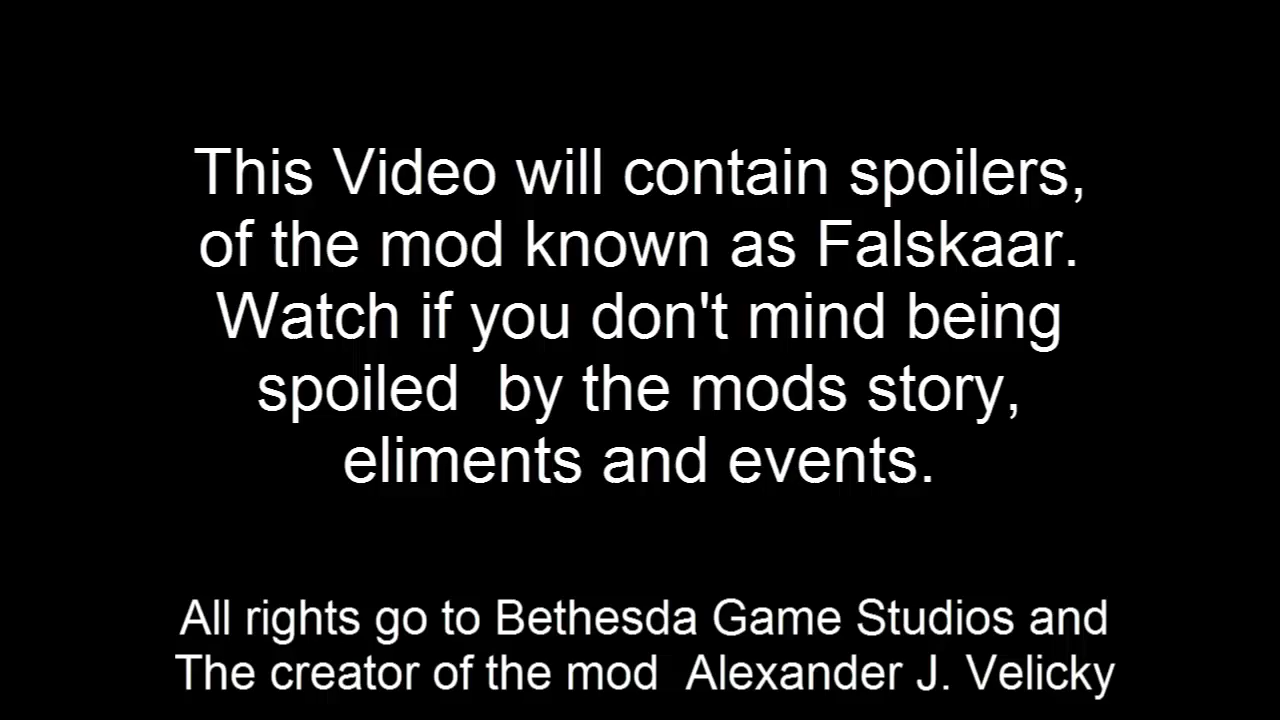 This Video will contain spoilers,
of the mod known as Falskaar.
Watch if you don't mind being
spoiled  by the mods story,
eliments and events.
All rights go to Bethesda Game Studios and
The creator of the mod  Alexander J. Velicky